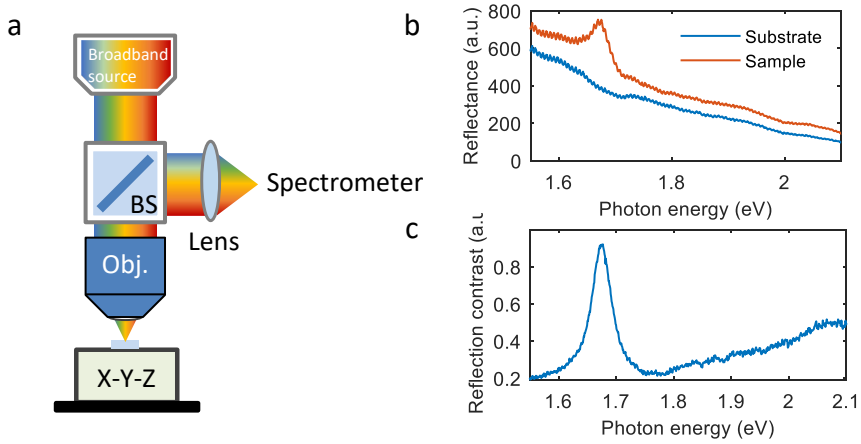 a
Broadband
source
BS
Lens
Spectrometer
Obj.
X-Y-Z
b
Reflectance (a.u.)
800
600
400
200
0
Substrate
Sample
1.6
1.8
2
Photon energy (eV)
c
Reflection contrast (a.u
0.8
0.6
0.4
0.2
1.6
1.7
1.8
1.9
2
2.1
Photon energy (eV)